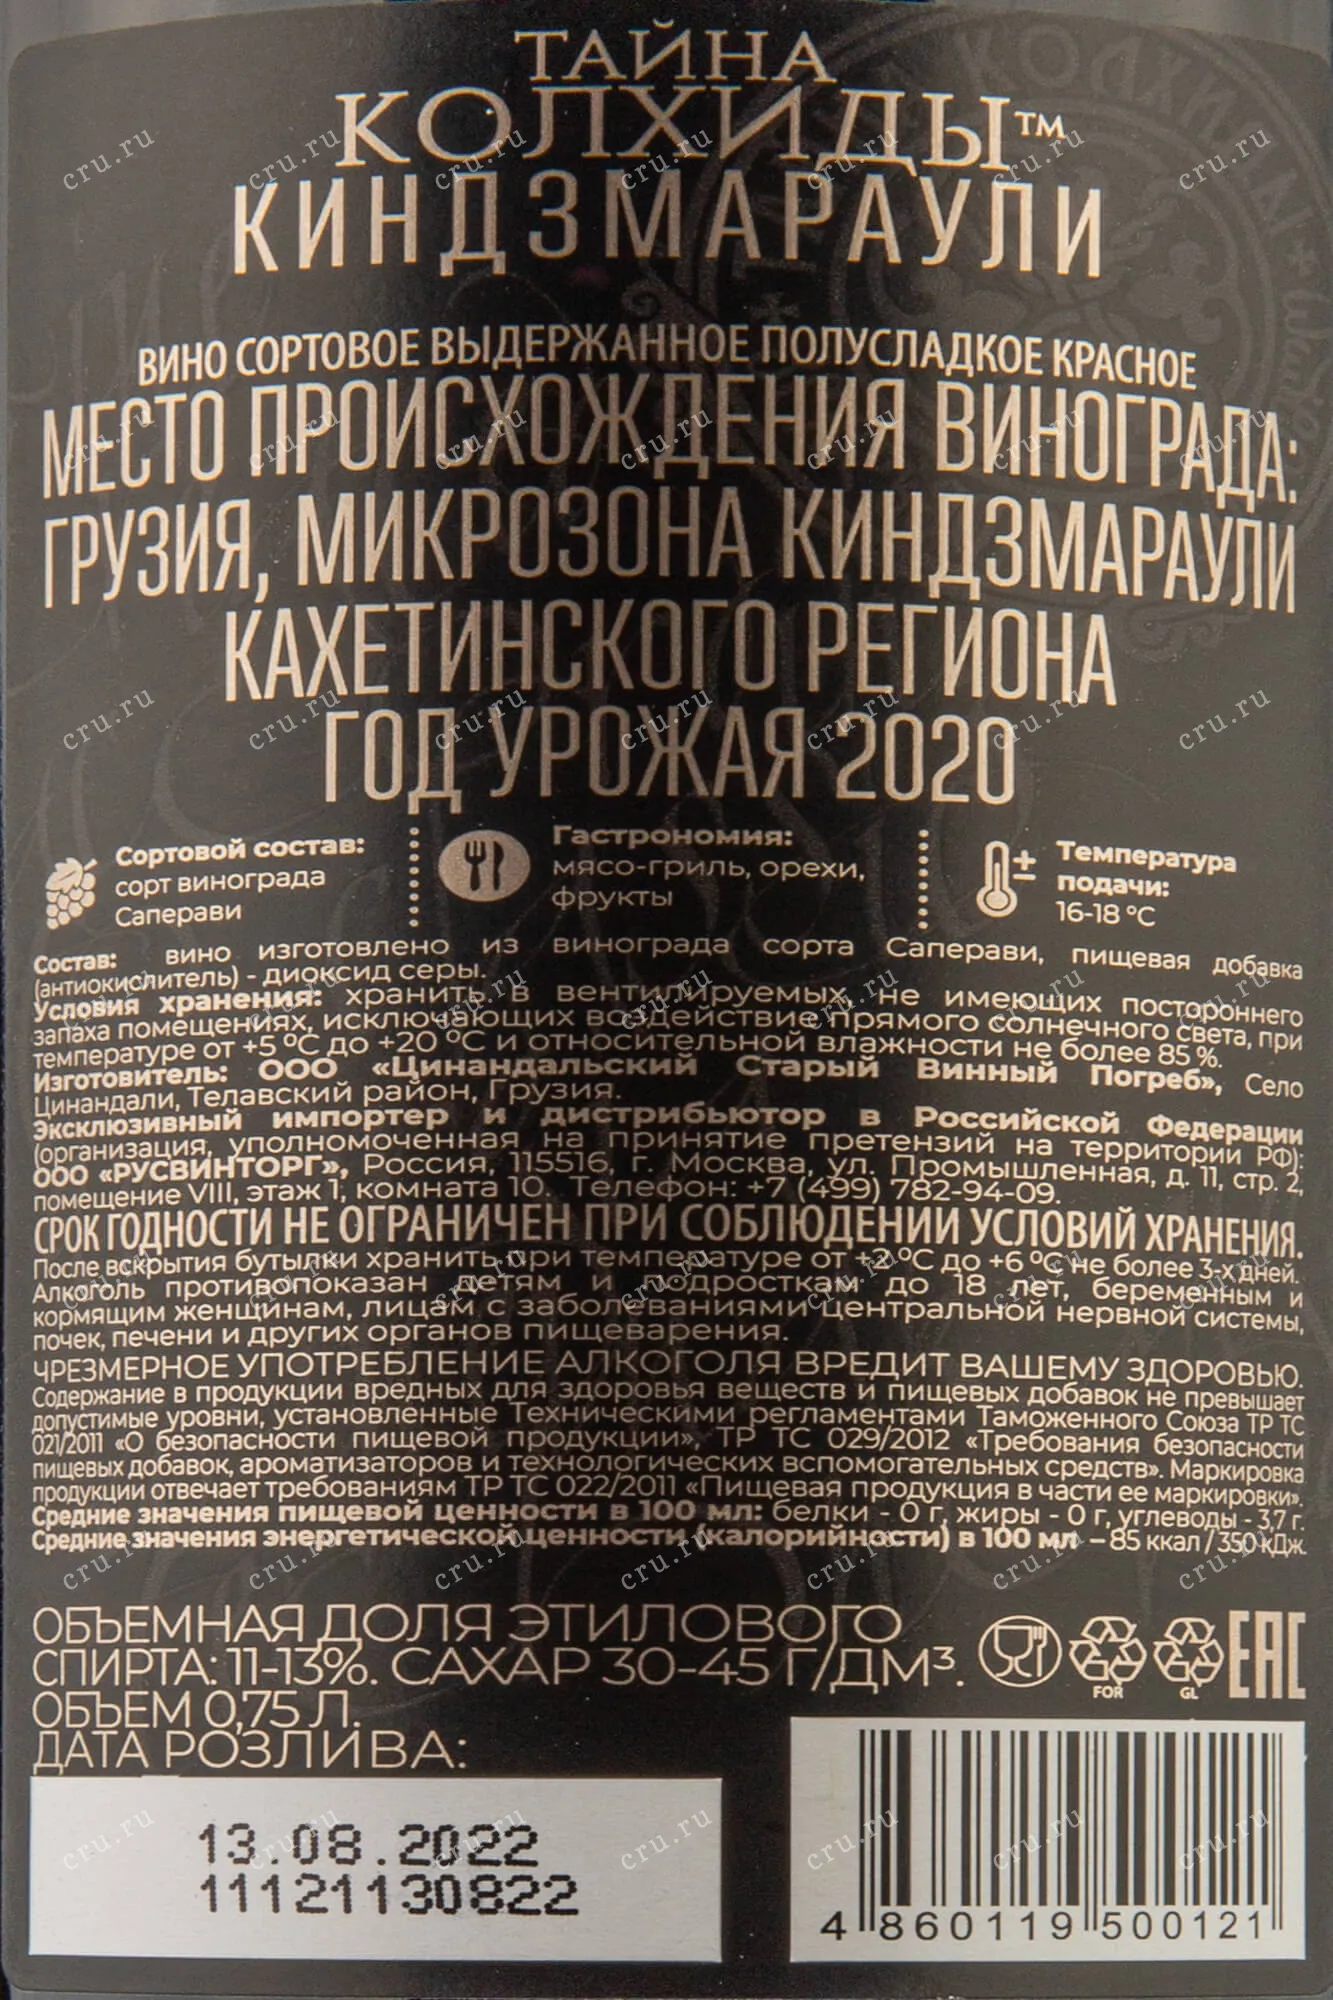 ТАЙНА
КОЛХИДЫ™
КИНДЗМАРАУЛИ
ВИНО СОРТОВОЕ ВЫДЕРЖАННОЕ ПОЛУСЛАДКОЕ КРАСНОЕ
МЕСТО ПРОИСХОЖДЕНИЯ ВИНОГРАДА:
ГРУЗИЯ, МИКРОЗОНА КИНДЗМАРАУЛИ
КАХЕТИНСКОГО РЕГИОНА
ГОД УРОЖАЯ 2020
Сортовой состав:
сорт винограда
Саперави
Гастрономия:
мясо-гриль, орехи,
фрукты
Температура
подачи:
16-18 °С
Состав: вино изготовлено из винограда сорта Саперави, пищевая добавка
(антиокислитель) - диоксид серы.
Условия хранения: хранить в вентилируемых, не имеющих постороннего
запаха помещениях, исключающих воздействие прямого солнечного света, при
температуре от +5 °С до +20 °С и относительной влажности не более 85 %.
Изготовитель: ООО «Цинандальский Старый Винный Погреб», Село
Цинандали, Телавский район, Грузия.
Эксклюзивный импортер и дистрибьютор в Российской Федерации
(организация, уполномоченная на принятие претензий на территории РФ):
ООО «РУСВИНТОРГ», Россия, 115516, г. Москва, ул. Промышленная, д. 11, стр. 2,
помещение VIII, этаж 1, комната 10. Телефон: +7 (499) 782-94-09.
СРОК ГОДНОСТИ НЕ ОГРАНИЧЕН ПРИ СОБЛЮДЕНИИ УСЛОВИЙ ХРАНЕНИЯ.
После вскрытия бутылки хранить при температуре от °С до +6 °С не более 3-х дней.
Алкоголь противопоказан детям и подросткам до 18 лет, беременным и
кормящим женщинам, лицам с заболеваниями центральной нервной системы,
почек, печени и других органов пищеварения.
ЧРЕЗМЕРНОЕ УПОТРЕБЛЕНИЕ АЛКОГОЛЯ ВРЕДИТ ВАШЕМУ ЗДОРОВЬЮ.
Содержание в продукции вредных для здоровья веществ и пищевых добавок не превышает
допустимые уровни, установленные Техническими регламентами Таможенного Союза ТР ТС
021/2011 «О безопасности пищевой продукции», ТР ТС 029/2012 «Требования безопасности
пищевых добавок, ароматизаторов и технологических вспомогательных средств». Маркировка
продукции отвечает требованиям ТР ТС 022/2011 «Пищевая продукция в части ее маркировки».
Средние значения пищевой ценности в 100 мл: белки - 0 г, жиры - 0 г, углеводы - 3,7 г.
Средние значения энергетической ценности (калорийности) в 100 мл – 85 ккал / 350 кДж.
ОБЪЕМНАЯ ДОЛЯ ЭТИЛОВОГО
СПИРТА: 11-13%. САХАР 30-45 Г/ДМ³.
ОБЪЕМ 0,75 Л.
ДАТА РОЗЛИВА:
FOR
GL
EAC
13.08.2022
11121130822
4 860119 500121
cru.ru